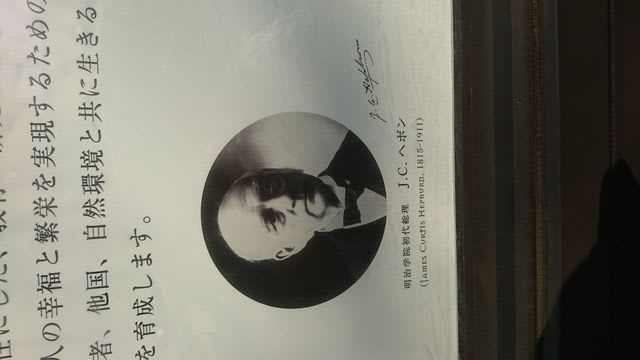 人の幸福と繁栄を実現するための
者、他国、自然環境と共に生きる
を育成します。
J. C. Hepburn
明治学院初代総理 J.C. ヘボン
(JAMES CURTIS HEPBURN, 1815-1911)